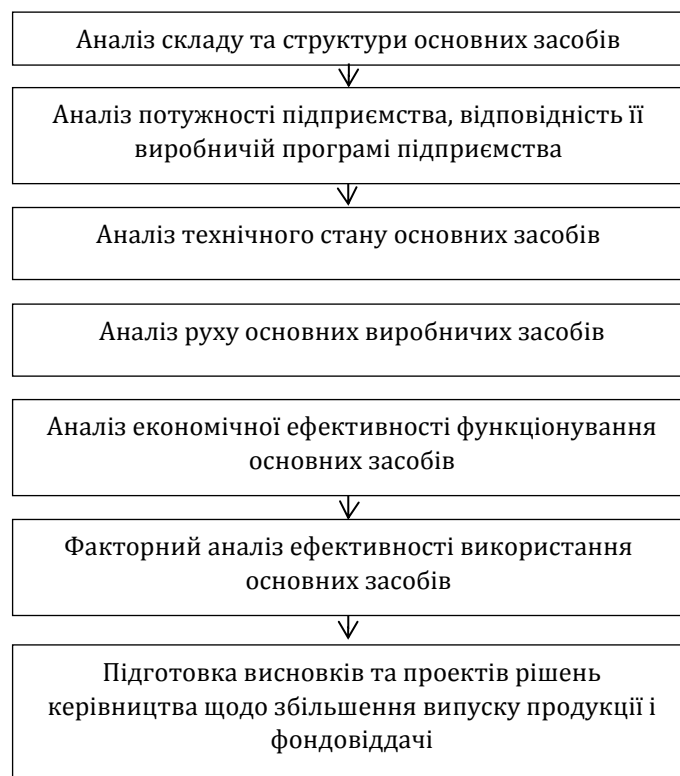 Аналіз складу та структури основних засобів
Аналіз потужності підприємства, відповідність її
виробничій програмі підприємства
Аналіз технічного стану основних засобів
Аналіз руху основних виробничих засобів
Аналіз економічної ефективності функціонування
основних засобів
Факторний аналіз ефективності використання
основних засобів
Підготовка висновків та проектів рішень
керівництва щодо збільшення випуску продукції і
фондовіддачі